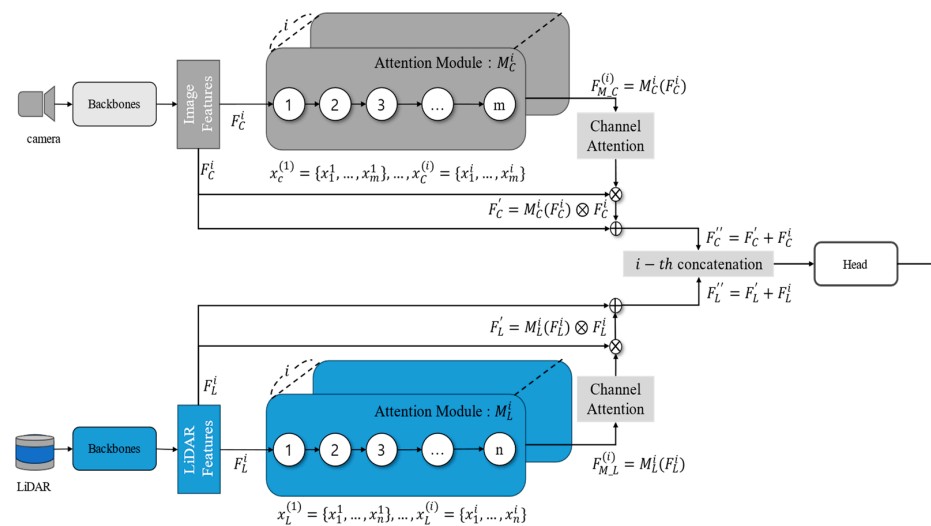 i
Attention Module : M_C^i
F_{M_C}^{(i)} = M_C^i(F_C^i)
camera
Backbones
Image Features
F_C^i
1 2 3 ... m
Channel
Attention
F_C^i
x_c^{(1)} = {x_1^1, ..., x_m^1}, ..., x_C^{(i)} = {x_1^i, ..., x_m^i}
F_C^' = M_C^i(F_C^i) ⊗ F_C^i
F_C^{''} = F_C^' + F_C^i
i − th concatenation
Head
F_L^{''} = F_L^' + F_L^i
F_L^' = M_L^i(F_L^i) ⊗ F_L^i
F_L^i
i
Attention Module : M_L^i
Channel
Attention
LiDAR
Backbones
LiDAR Features
F_L^i
1 2 3 ... n
F_{M_L}^{(i)} = M_L^i(F_L^i)
x_L^{(1)} = {x_1^1, ..., x_n^1}, ..., x_L^{(i)} = {x_1^i, ..., x_n^i}